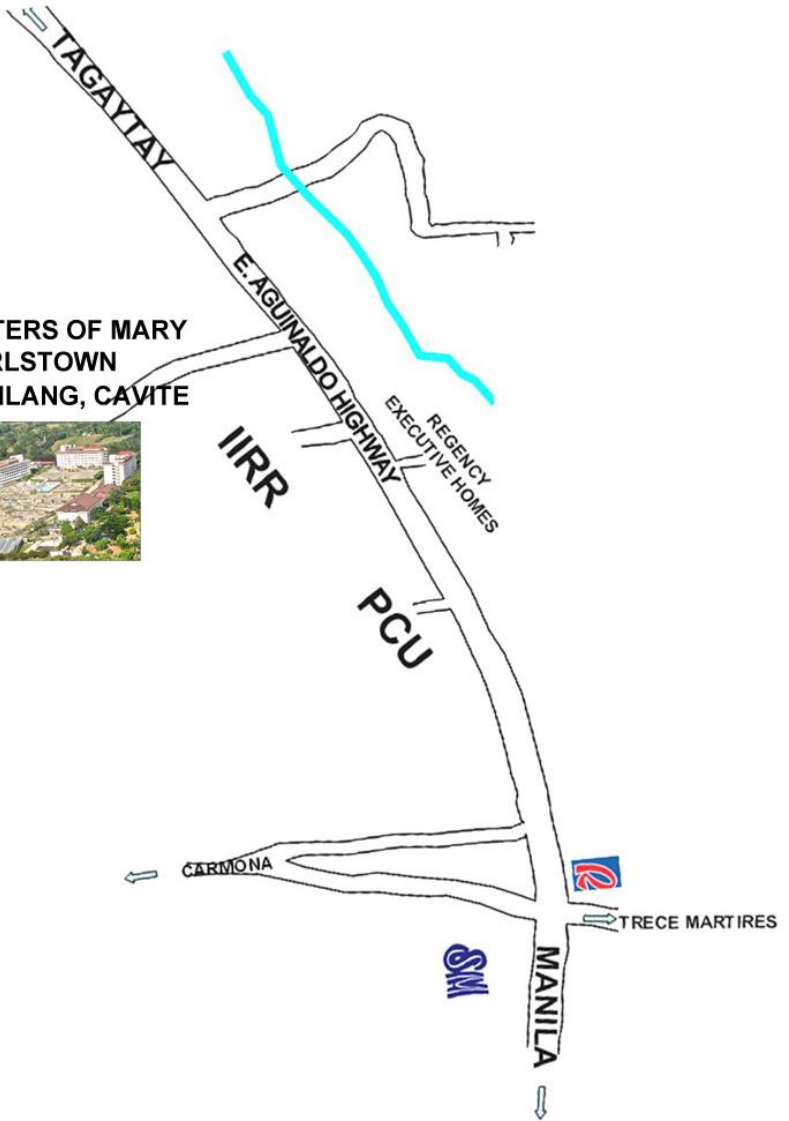 TAGAYTAY
E. AGUINALDO HIGHWAY
TERS OF MARY
RLSTOWN
ILANG, CAVITE
REGENCY
EXECUTIVE HOMES
IIRR
PCU
CARMONA
TRECE MARTIRES
SM
MANILA